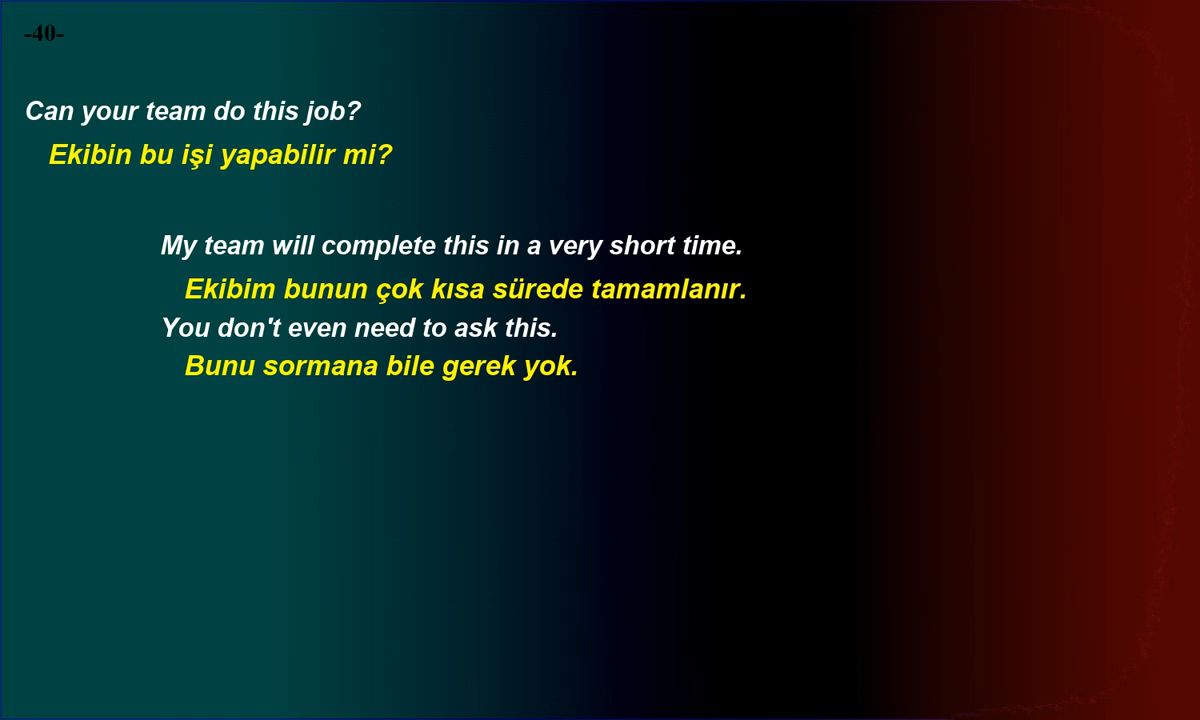 -40-
Can your team do this job?
Ekibin bu işi yapabilir mi?
My team will complete this in a very short time.
Ekibim bunun çok kısa sürede tamamlanır.
You don't even need to ask this.
Bunu sormana bile gerek yok.